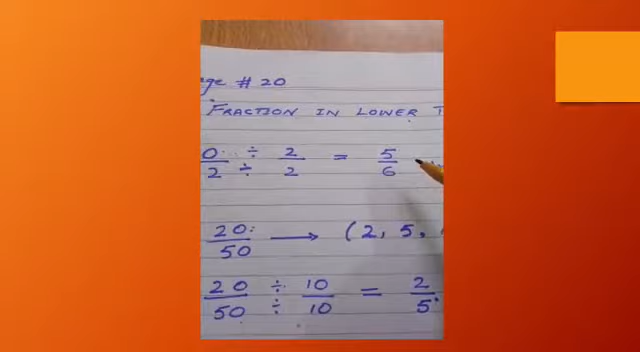 ge # 20
FRACTION IN LOWER T
0 ÷ 2 = 5
2 ÷ 2 6
20 → (2, 5,
50
20 ÷ 10 = 2
50 ÷ 10 5